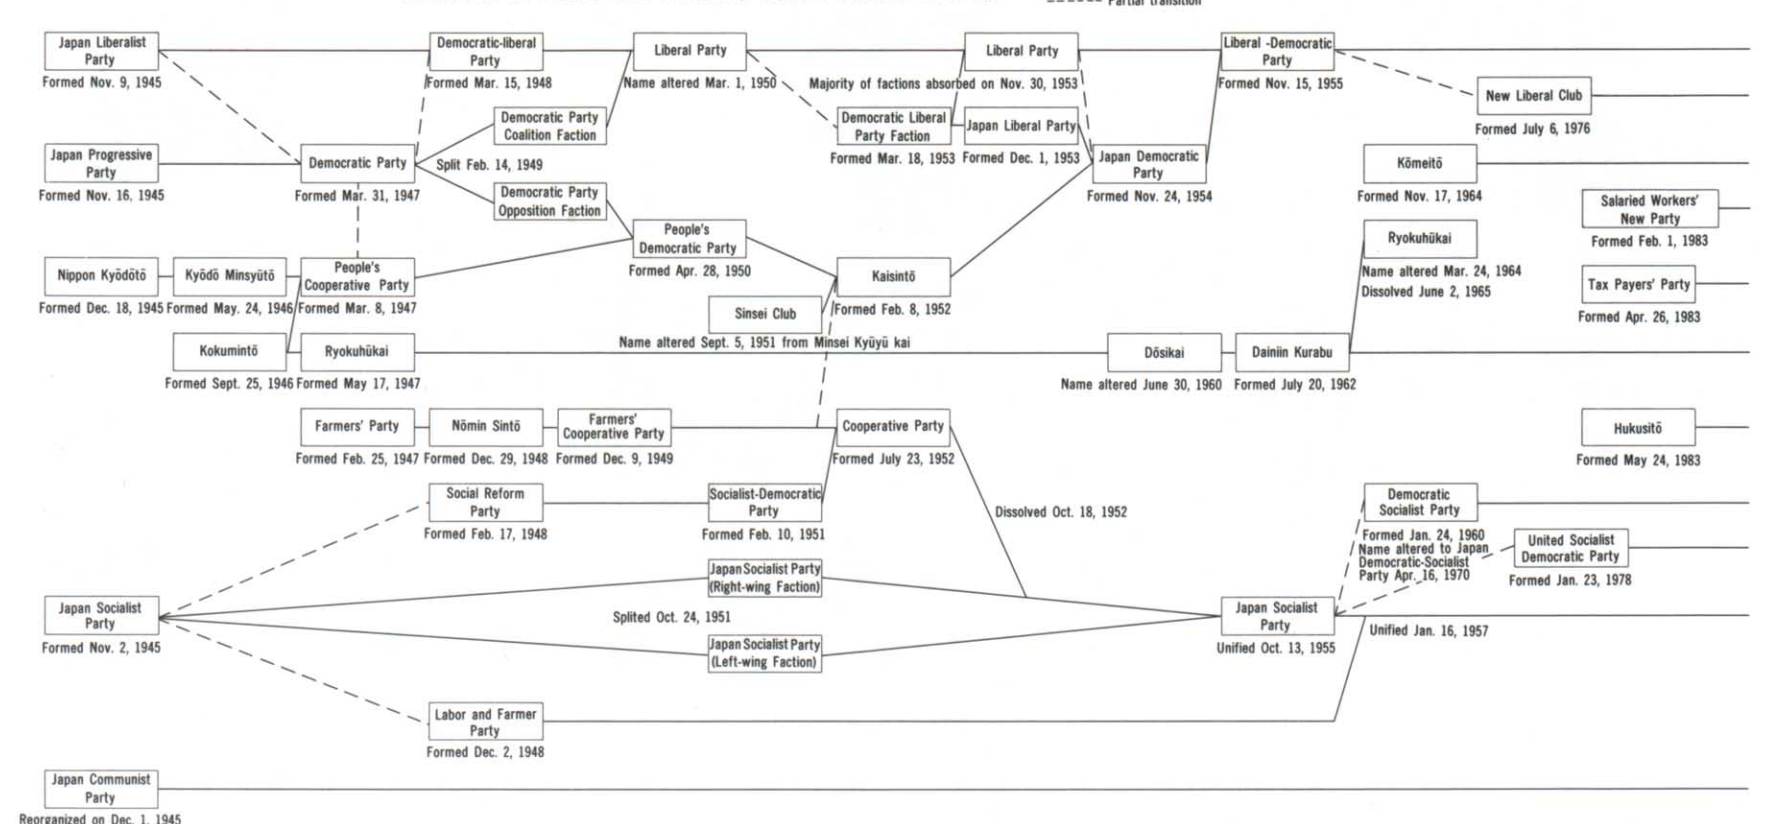 Partial transition
Japan Liberalist
Party
Formed Nov. 9, 1945
Democratic-liberal
Party
Formed Mar. 15, 1948
Liberal Party
Name altered Mar. 1, 1950
Liberal Party
Majority of factions absorbed on Nov. 30, 1953
Liberal -Democratic
Party
Formed Nov. 15, 1955
New Liberal Club
Formed July 6, 1976
Democratic Party
Coalition Faction
Democratic Liberal
Party Faction
Formed Mar. 18, 1953
Japan Liberal Party
Formed Dec. 1, 1953
Japan Progressive
Party
Formed Nov. 16, 1945
Democratic Party
Formed Mar. 31, 1947
Split Feb. 14, 1949
Japan Democratic
Party
Formed Nov. 24, 1954
Kōmeitō
Formed Nov. 17, 1964
Democratic Party
Opposition Faction
Salaried Workers'
New Party
Formed Feb. 1, 1983
People's
Democratic Party
Formed Apr. 28, 1950
Ryokuhūkai
Name altered Mar. 24, 1964
Dissolved June 2, 1965
Nippon Kyōdōtō
Formed Dec. 18, 1945
Kyōdō Minsyūtō
Formed May. 24, 1946
People's
Cooperative Party
Formed Mar. 8, 1947
Kaisintō
Formed Feb. 8, 1952
Tax Payers' Party
Formed Apr. 26, 1983
Sinsei Club
Name altered Sept. 5, 1951 from Minsei Kyūyū kai
Kokumintō
Formed Sept. 25, 1946
Ryokuhūkai
Formed May 17, 1947
Dōsikai
Name altered June 30, 1960
Dainiin Kurabu
Formed July 20, 1962
Farmers' Party
Formed Feb. 25, 1947
Nōmin Sintō
Formed Dec. 29, 1948
Farmers'
Cooperative Party
Formed Dec. 9, 1949
Cooperative Party
Formed July 23, 1952
Hukusitō
Formed May 24, 1983
Social Reform
Party
Formed Feb. 17, 1948
Socialist-Democratic
Party
Formed Feb. 10, 1951
Dissolved Oct. 18, 1952
Democratic
Socialist Party
Formed Jan. 24, 1960
Name altered to Japan
Democratic-Socialist
Party Apr. 16, 1970
United Socialist
Democratic Party
Formed Jan. 23, 1978
Japan Socialist Party
(Right-wing Faction)
Japan Socialist
Party
Formed Nov. 2, 1945
Splited Oct. 24, 1951
Japan Socialist
Party
Unified Oct. 13, 1955
Unified Jan. 16, 1957
Japan Socialist Party
(Left-wing Faction)
Labor and Farmer
Party
Formed Dec. 2, 1948
Japan Communist
Party
Reorganized on Dec. 1, 1945